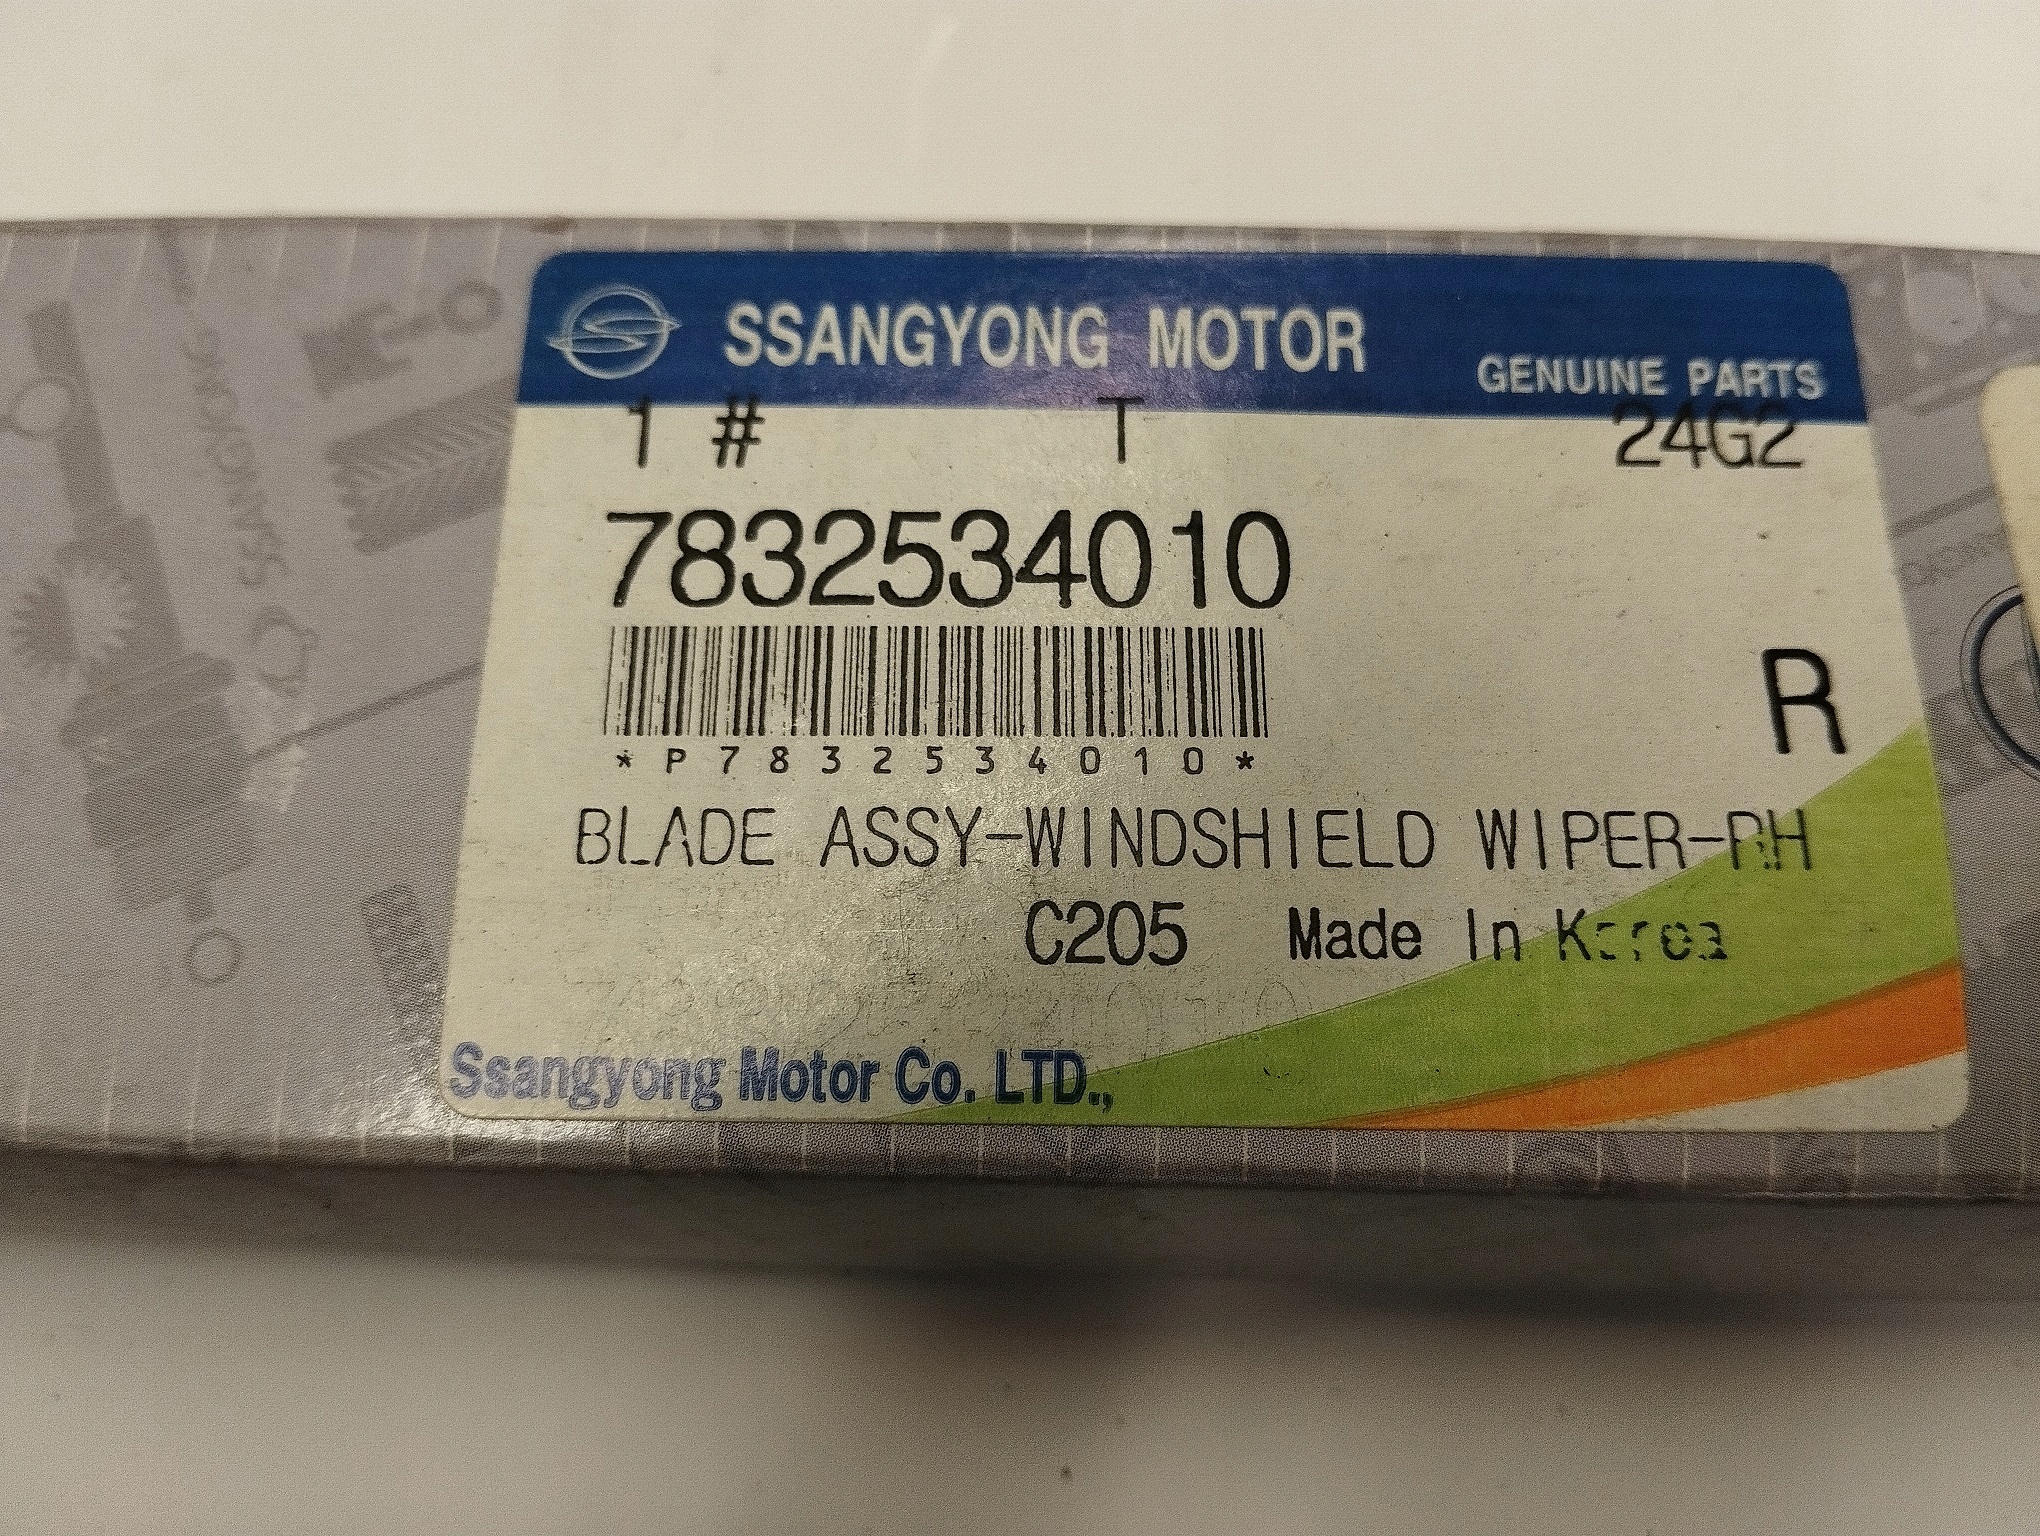 SSANGYONG MOTOR GENUINE PARTS
1 # T 24G2
7832534010
*P7832534010*
R
BLADE ASSY-WINDSHIELD WIPER-RH
C205 Made In Korea
Ssangyong Motor Co. LTD.,